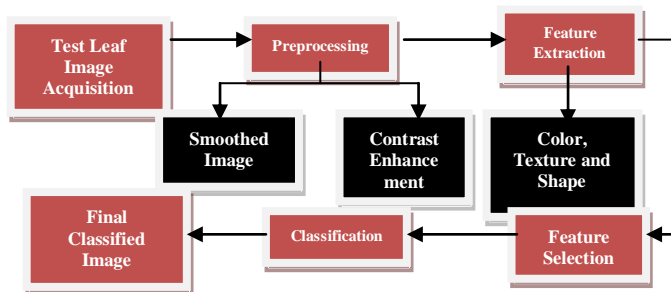 Test Leaf
Image
Acquisition
Preprocessing
Feature
Extraction
Smoothed
Image
Contrast
Enhance
ment
Color,
Texture and
Shape
Final
Classified
Image
Classification
Feature
Selection